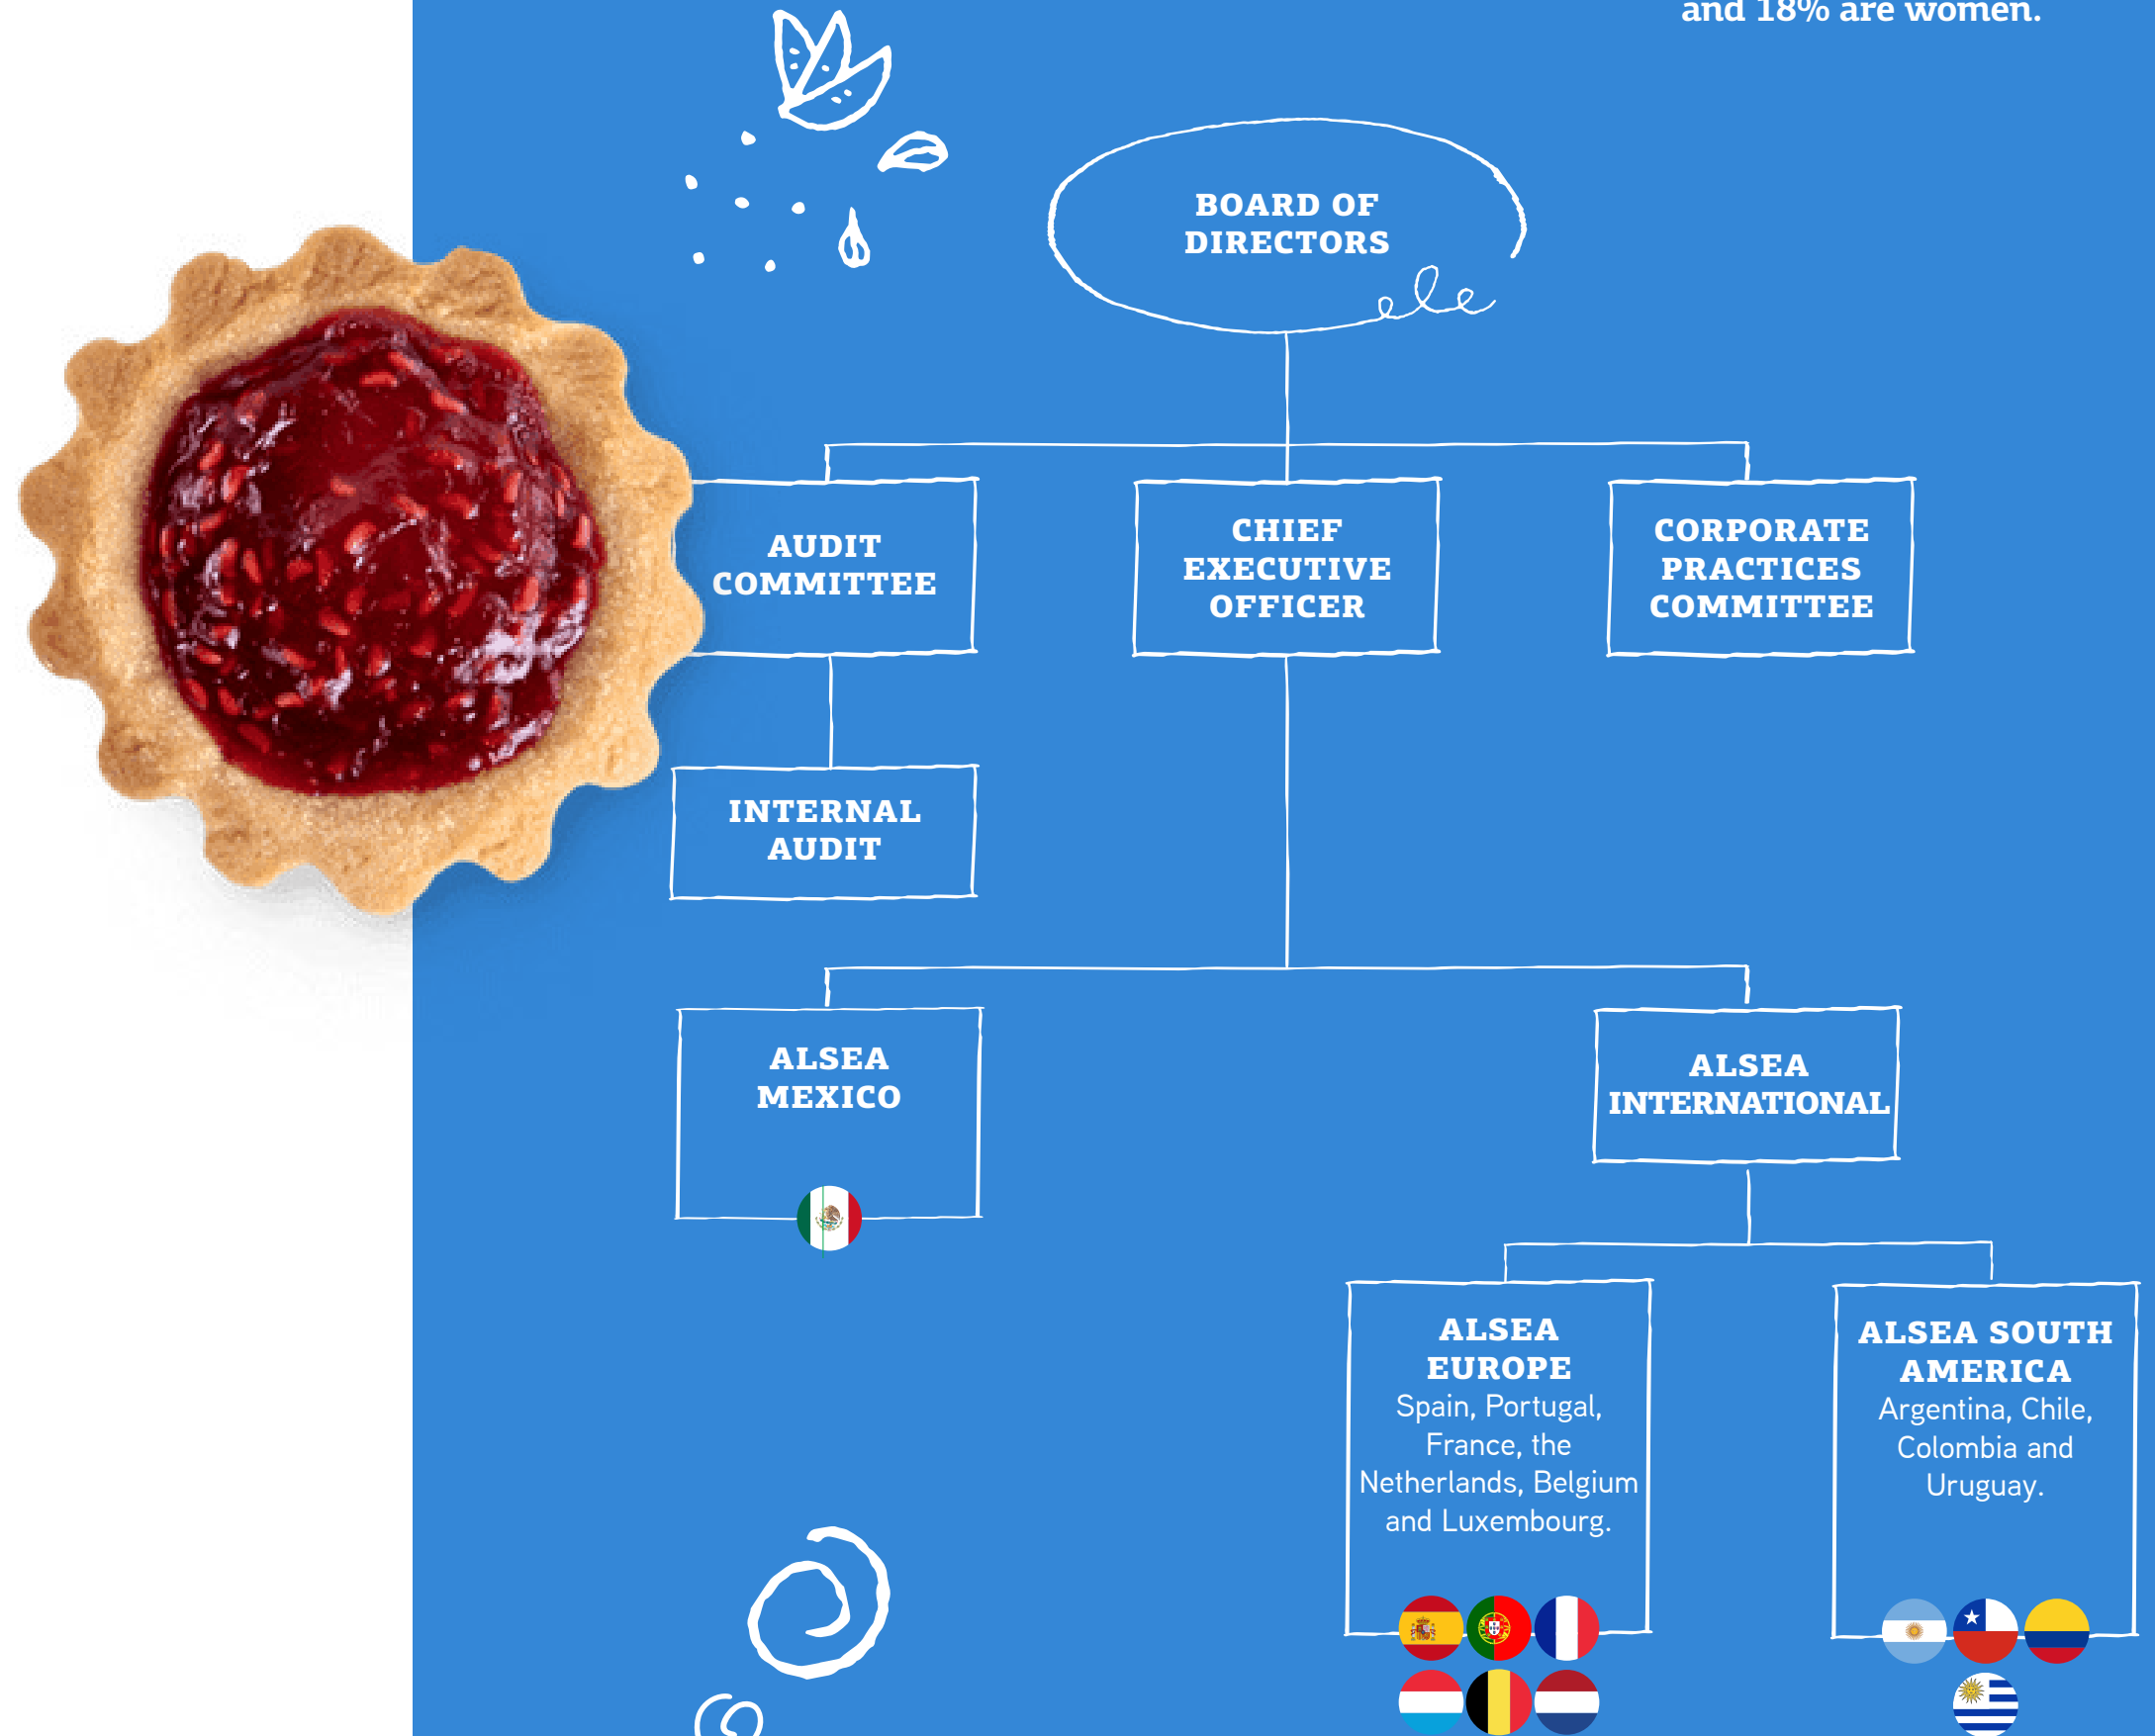 and 18% are women.
BOARD OF
DIRECTORS
AUDIT
COMMITTEE
CHIEF
EXECUTIVE
OFFICER
CORPORATE
PRACTICES
COMMITTEE
INTERNAL
AUDIT
ALSEA
MEXICO
ALSEA
INTERNATIONAL
ALSEA
EUROPE
Spain, Portugal,
France, the
Netherlands, Belgium
and Luxembourg.
ALSEA SOUTH
AMERICA
Argentina, Chile,
Colombia and
Uruguay.